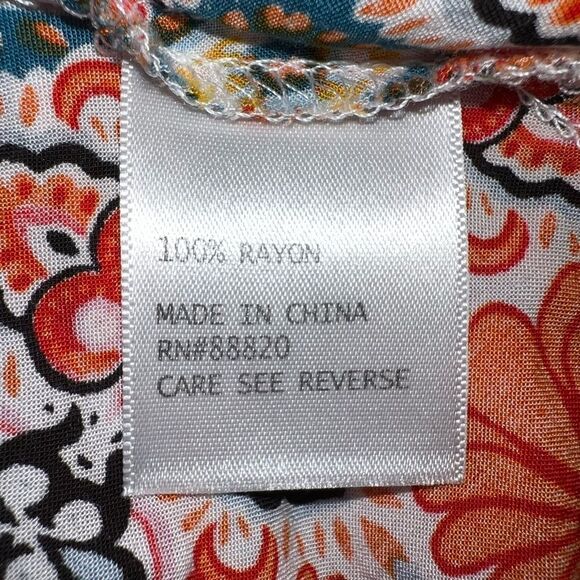 100% RAYON
MADE IN CHINA
RN#88820
CARE SEE REVERSE